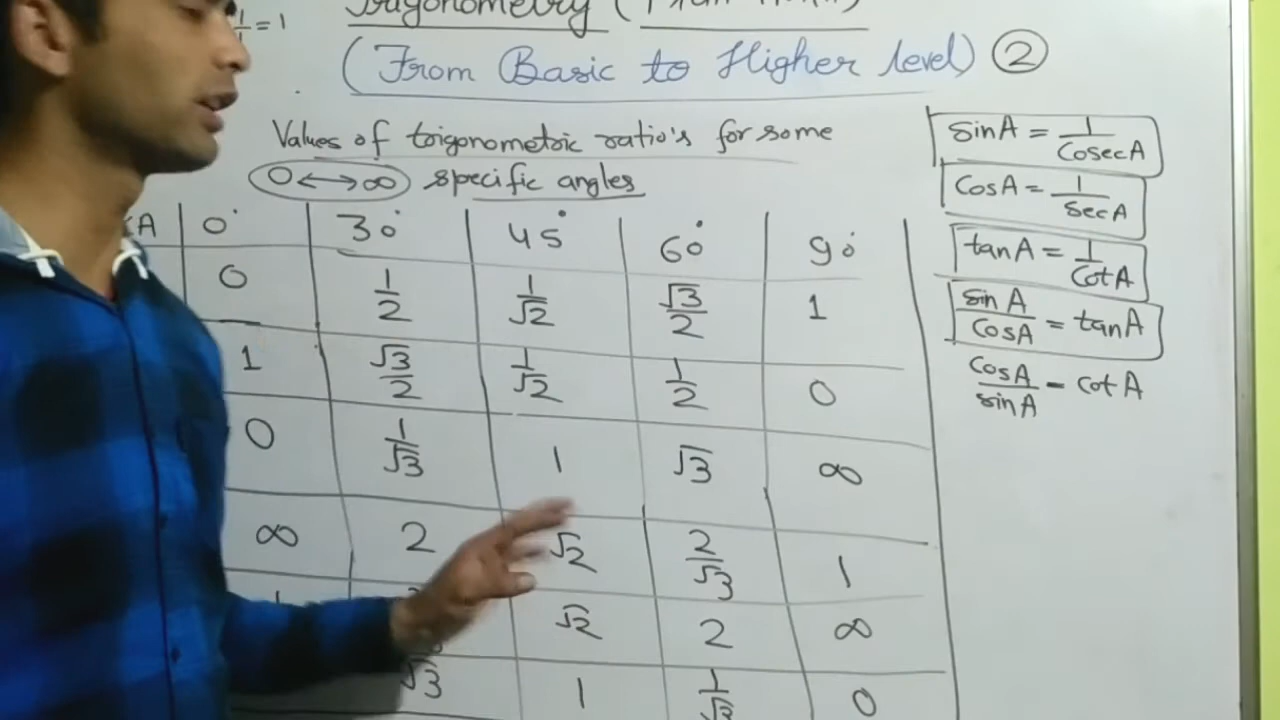 1/1 = 1
Trigonometry (
(From Basic to Higher level) ②
Values of trigonometric ratio's for some
0 ↔ ∞ specific angles
A | 0° | 30° | 45° | 60° | 90°
0 | 1/2 | 1/√2 | √3/2 | 1
1 | √3/2 | 1/√2 | 1/2 | 0
0 | 1/√3 | 1 | √3 | ∞
∞ | 2 | √2 | 2/√3 | 1
√2 | 2 | ∞
√3 | 1 | 1/√3 | 0
sinA = 1/CosecA
CosA = 1/SecA
tanA = 1/CotA
sinA/CosA = tanA
CosA/sinA = cotA